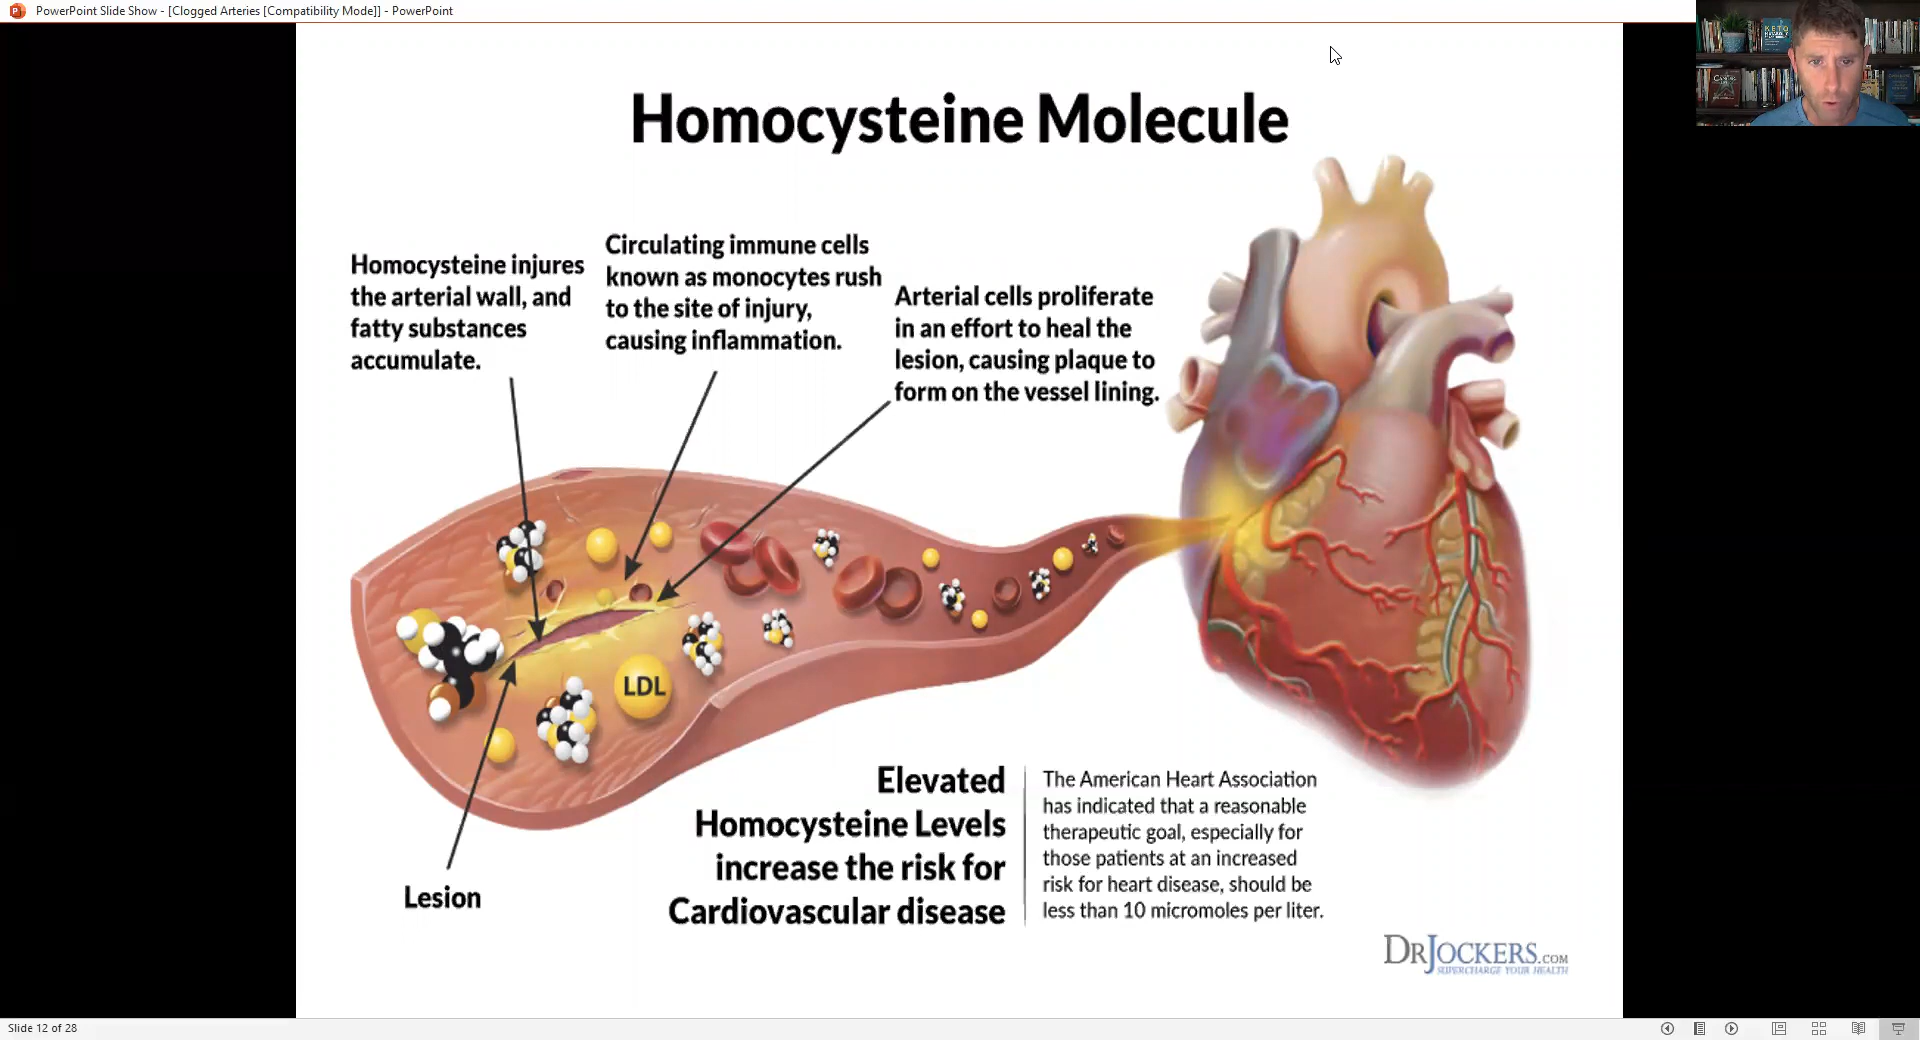 PowerPoint Slide Show - [Clogged Arteries [Compatibility Mode]] - PowerPoint
KETO
Homocysteine Molecule
Homocysteine injures
the arterial wall, and
fatty substances
accumulate.
Circulating immune cells
known as monocytes rush
to the site of injury,
causing inflammation.
Arterial cells proliferate
in an effort to heal the
lesion, causing plaque to
form on the vessel lining.
LDL
Lesion
Elevated
Homocysteine Levels
increase the risk for
Cardiovascular disease
The American Heart Association
has indicated that a reasonable
therapeutic goal, especially for
those patients at an increased
risk for heart disease, should be
less than 10 micromoles per liter.
DRJOCKERS.COM
SUPERCHARGE YOUR HEALTH
Slide 12 of 28